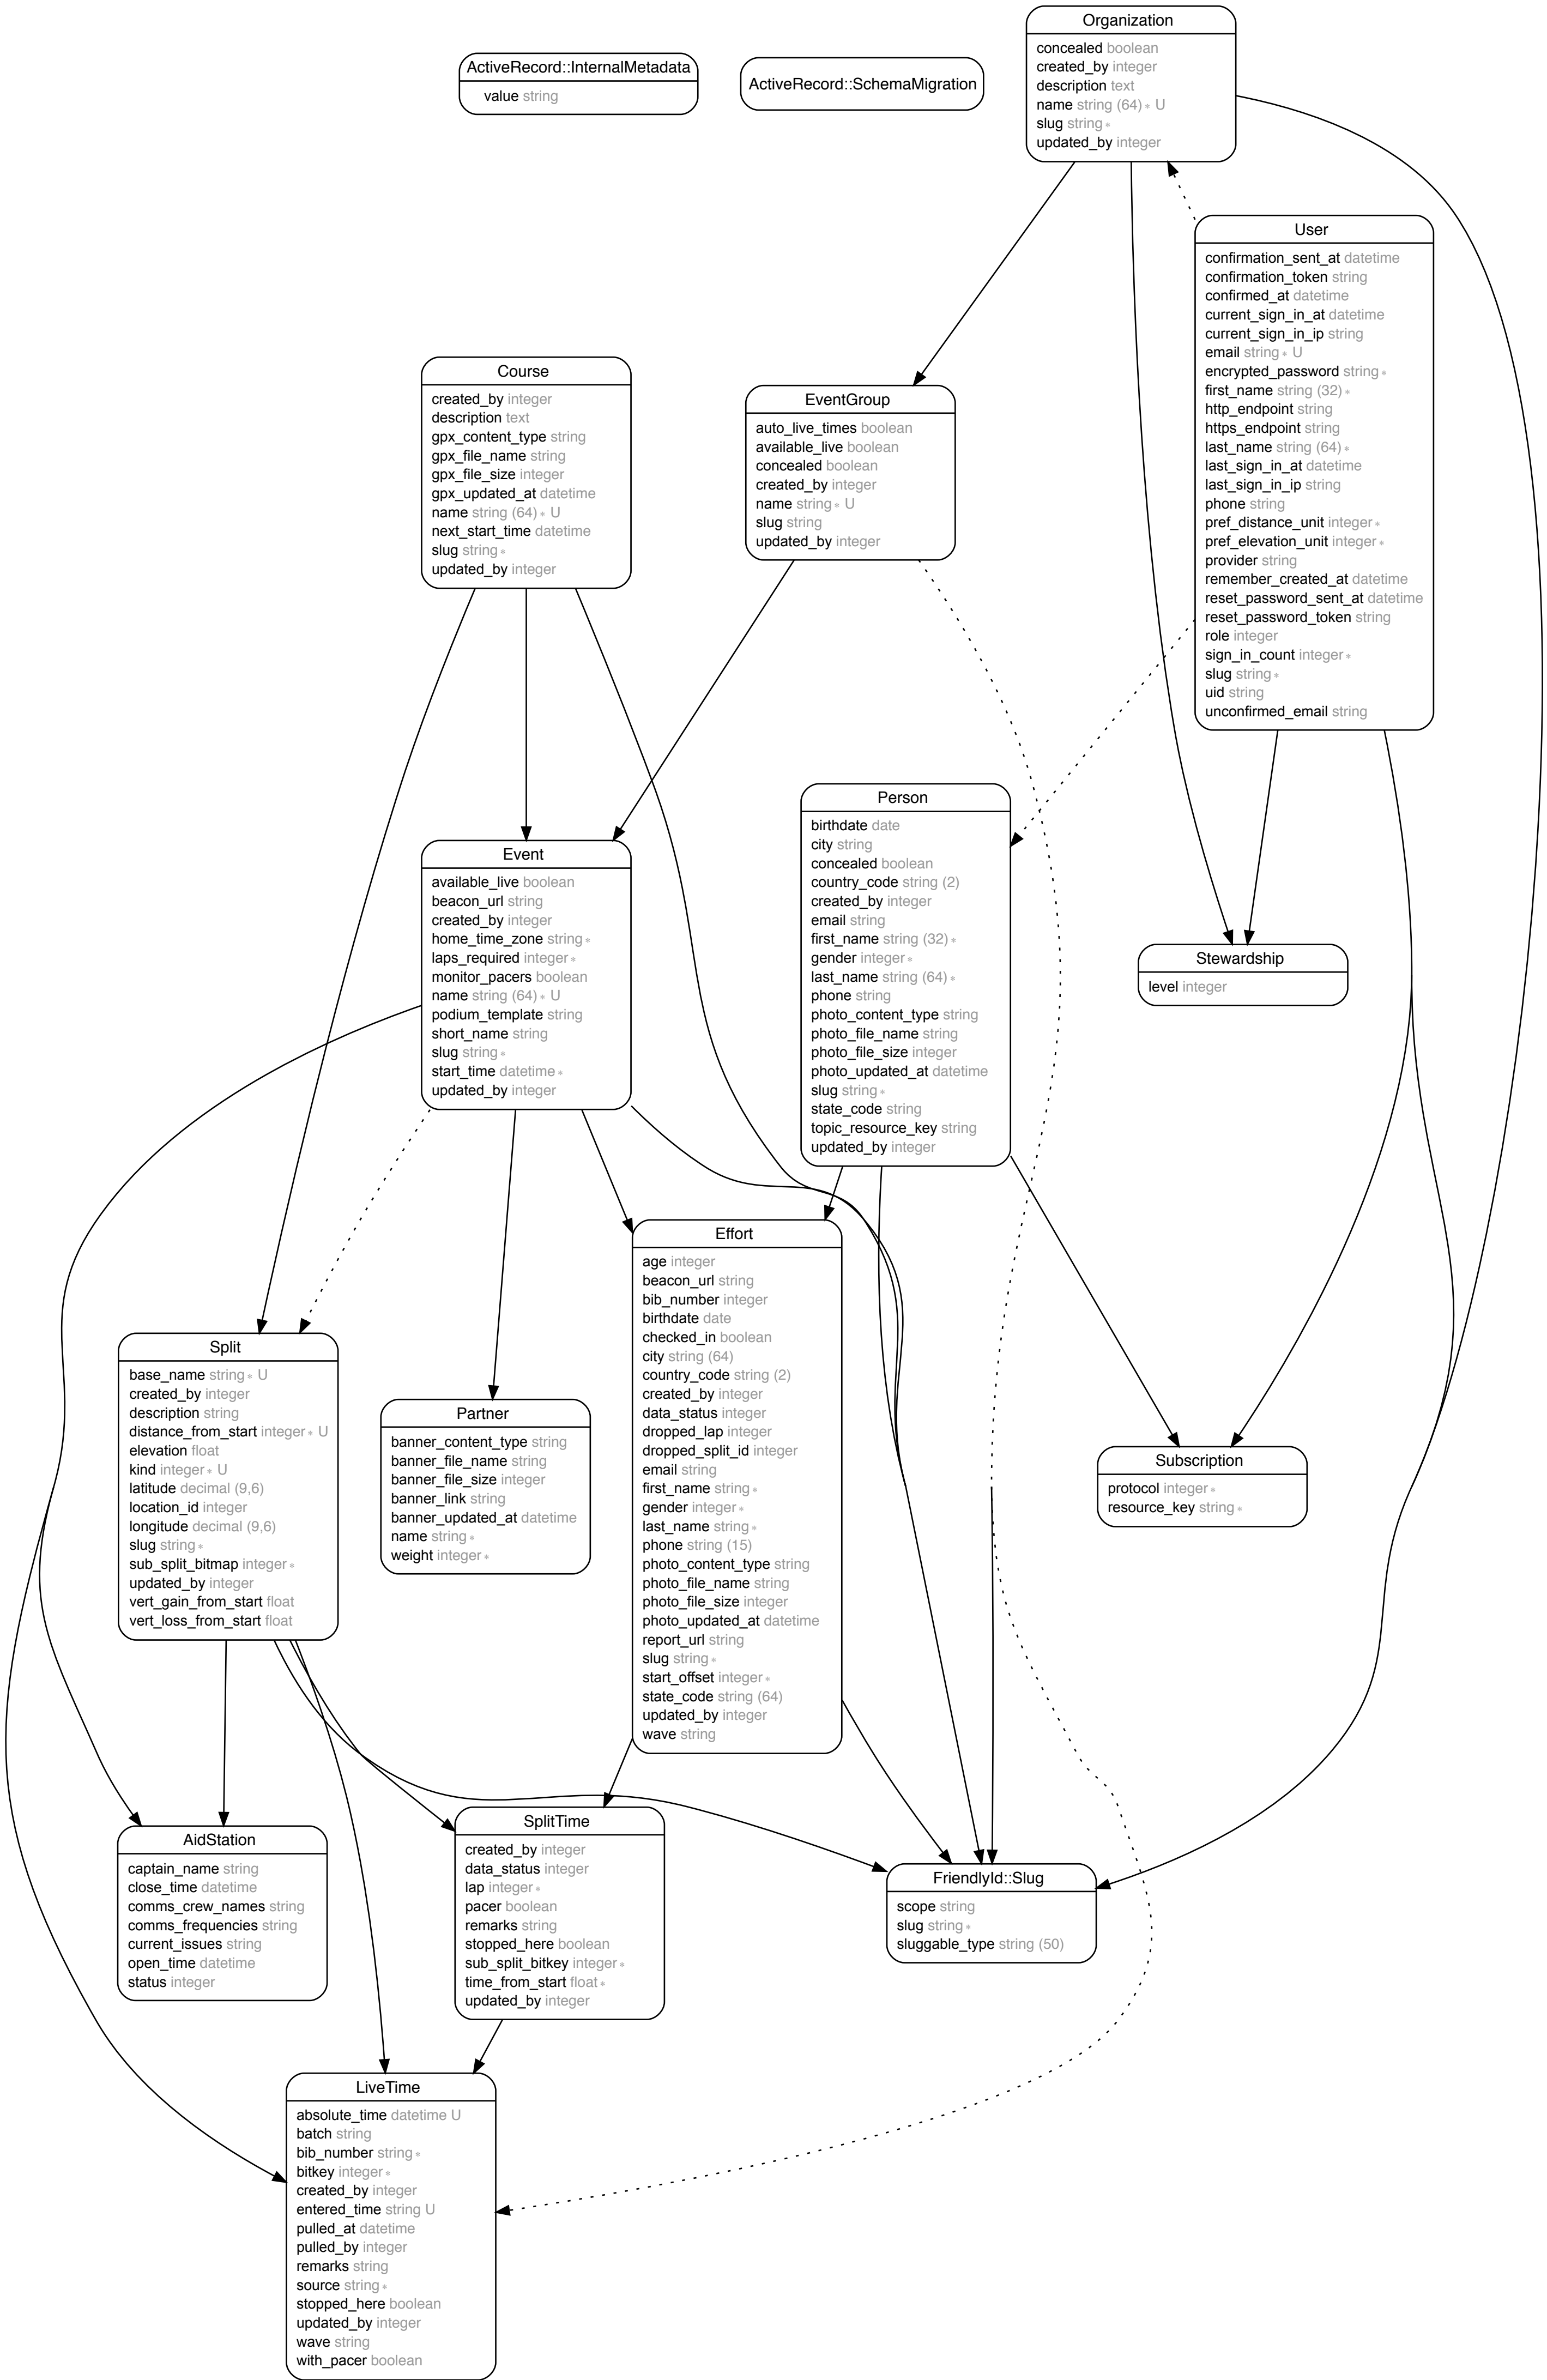 Organization
concealed boolean
created_by integer
description text
name string (64) ∗ U
slug string ∗
updated_by integer
ActiveRecord::InternalMetadata
value string
ActiveRecord::SchemaMigration
User
confirmation_sent_at datetime
confirmation_token string
confirmed_at datetime
current_sign_in_at datetime
current_sign_in_ip string
email string ∗ U
encrypted_password string ∗
first_name string (32) ∗
http_endpoint string
https_endpoint string
last_name string (64) ∗
last_sign_in_at datetime
last_sign_in_ip string
phone string
pref_distance_unit integer ∗
pref_elevation_unit integer ∗
provider string
remember_created_at datetime
reset_password_sent_at datetime
reset_password_token string
role integer
sign_in_count integer ∗
slug string ∗
uid string
unconfirmed_email string
Course
created_by integer
description text
gpx_content_type string
gpx_file_name string
gpx_file_size integer
gpx_updated_at datetime
name string (64) ∗ U
next_start_time datetime
slug string ∗
updated_by integer
EventGroup
auto_live_times boolean
available_live boolean
concealed boolean
created_by integer
name string ∗ U
slug string
updated_by integer
Person
birthdate date
city string
concealed boolean
country_code string (2)
created_by integer
email string
first_name string (32) ∗
gender integer ∗
last_name string (64) ∗
phone string
photo_content_type string
photo_file_name string
photo_file_size integer
photo_updated_at datetime
slug string ∗
state_code string
topic_resource_key string
updated_by integer
Event
available_live boolean
beacon_url string
created_by integer
home_time_zone string ∗
laps_required integer ∗
monitor_pacers boolean
name string (64) ∗ U
podium_template string
short_name string
slug string ∗
start_time datetime ∗
updated_by integer
Stewardship
level integer
Effort
age integer
beacon_url string
bib_number integer
birthdate date
checked_in boolean
city string (64)
country_code string (2)
created_by integer
data_status integer
dropped_lap integer
dropped_split_id integer
email string
first_name string ∗
gender integer ∗
last_name string ∗
phone string (15)
photo_content_type string
photo_file_name string
photo_file_size integer
photo_updated_at datetime
report_url string
slug string ∗
start_offset integer ∗
state_code string (64)
updated_by integer
wave string
Split
base_name string ∗ U
created_by integer
description string
distance_from_start integer ∗ U
elevation float
kind integer ∗ U
latitude decimal (9,6)
location_id integer
longitude decimal (9,6)
slug string ∗
sub_split_bitmap integer ∗
updated_by integer
vert_gain_from_start float
vert_loss_from_start float
Partner
banner_content_type string
banner_file_name string
banner_file_size integer
banner_link string
banner_updated_at datetime
name string ∗
weight integer ∗
Subscription
protocol integer ∗
resource_key string ∗
SplitTime
created_by integer
data_status integer
lap integer ∗
pacer boolean
remarks string
stopped_here boolean
sub_split_bitkey integer ∗
time_from_start float ∗
updated_by integer
AidStation
captain_name string
close_time datetime
comms_crew_names string
comms_frequencies string
current_issues string
open_time datetime
status integer
FriendlyId::Slug
scope string
slug string ∗
sluggable_type string (50)
LiveTime
absolute_time datetime U
batch string
bib_number string ∗
bitkey integer ∗
created_by integer
entered_time string U
pulled_at datetime
pulled_by integer
remarks string
source string ∗
stopped_here boolean
updated_by integer
wave string
with_pacer boolean